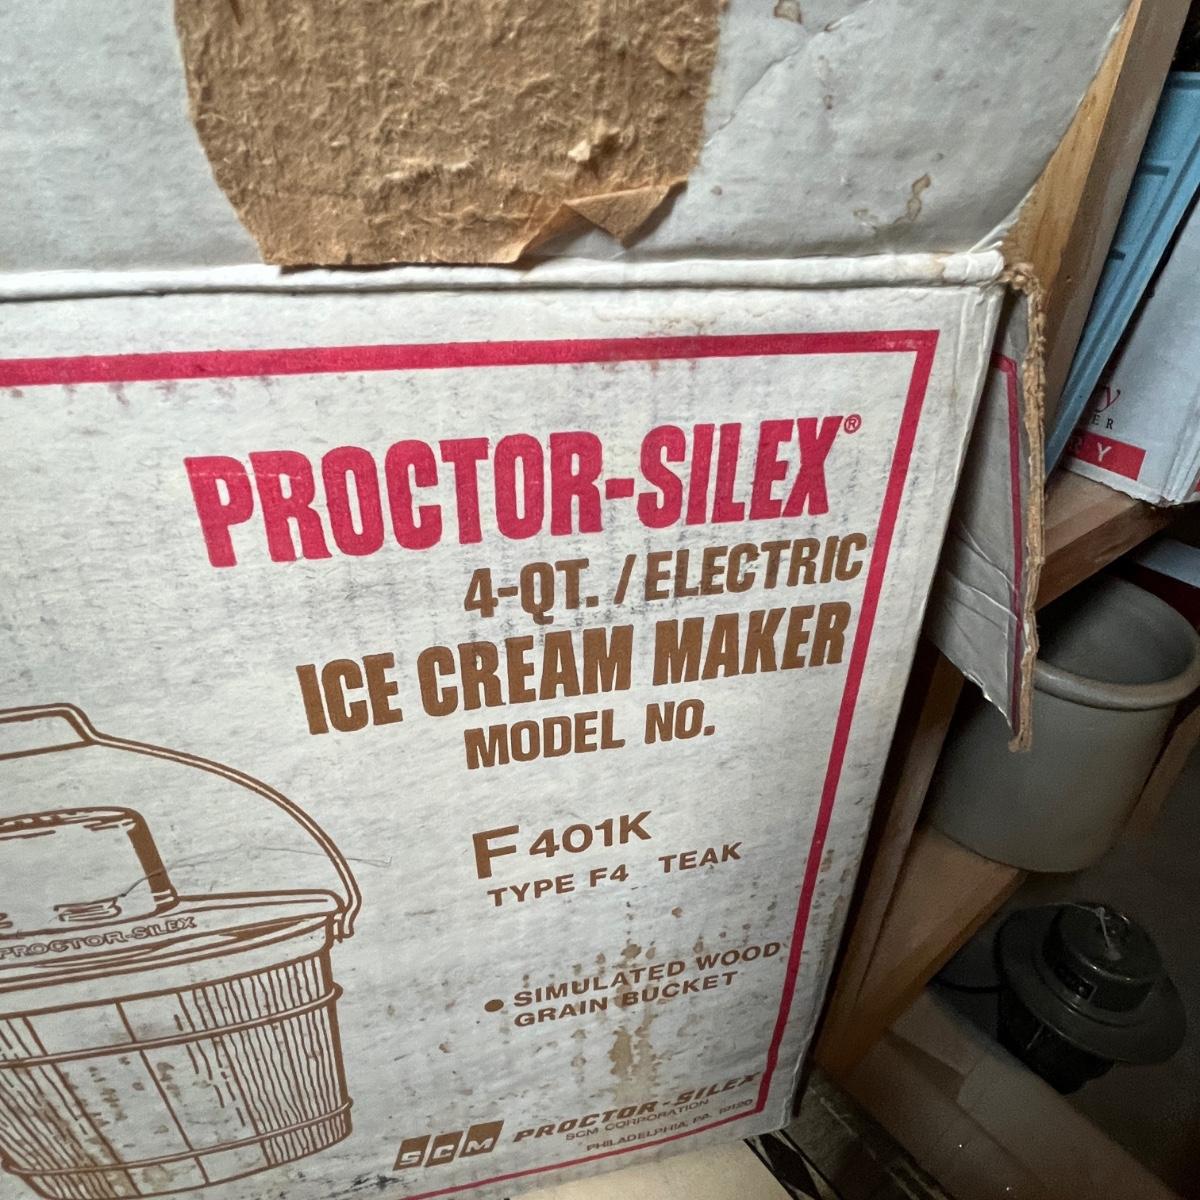 PROCTOR-SILEX®
4-QT. / ELECTRIC
ICE CREAM MAKER
MODEL NO.
F401K
TYPE F4 TEAK
PROCTOR-SILEX
• SIMULATED WOOD
GRAIN BUCKET
SCM PROCTOR-SILEX
SCM CORPORATION
PHILADELPHIA, PA.